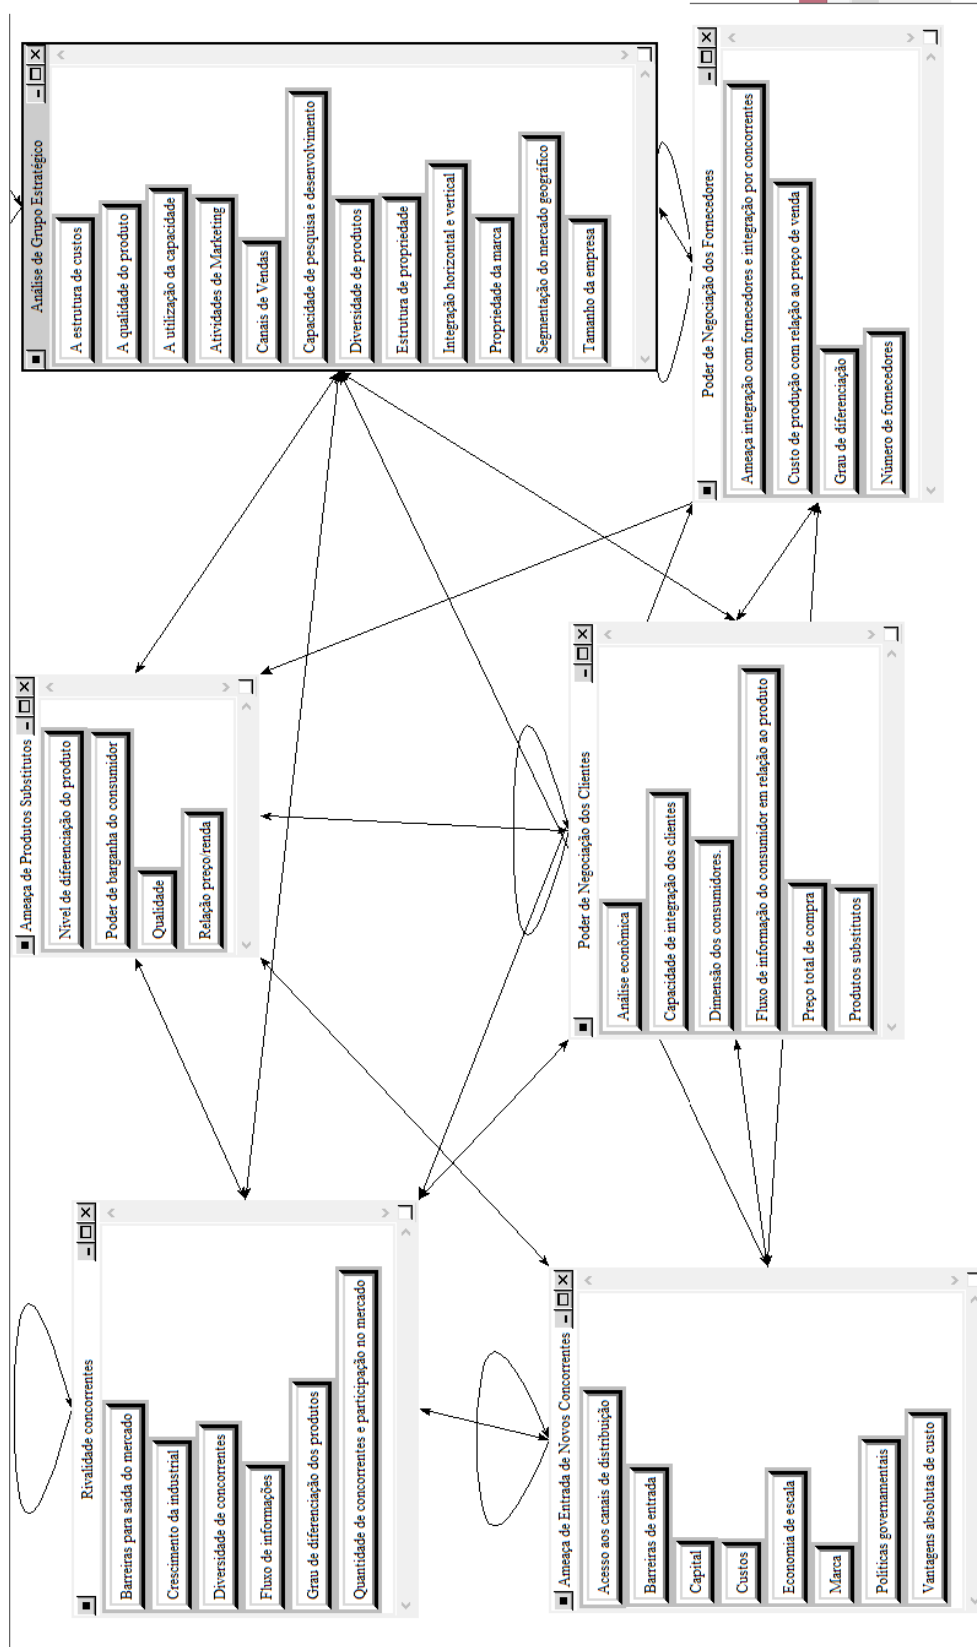 Rivalidade concorrentes
Barreiras para saída do mercado
Crescimento da industrial
Diversidade de concorrentes
Fluxo de informações
Grau de diferenciação dos produtos
Quantidade de concorrentes e participação no mercado
Ameaça de Produtos Substitutos
Nivel de diferenciação do produto
Poder de barganha do consumidor
Qualidade
Relação preço/renda
Análise de Grupo Estratégico
A estrutura de custos
A qualidade do produto
A utilização da capacidade
Atividades de Marketing
Canais de Vendas
Capacidade de pesquisa e desenvolvimento
Diversidade de produtos
Estrutura de propriedade
Integração horizontal e vertical
Propriedade da marca
Segmentação do mercado geográfico
Tamanho da empresa
Ameaça de Entrada de Novos Concorrentes
Acesso aos canais de distribuição
Barreiras de entrada
Capital
Custos
Economia de escala
Marca
Políticas governamentais
Vantagens absolutas de custo
Poder de Negociação dos Clientes
Análise econômica
Capacidade de integração dos clientes
Dimensão dos consumidores.
Fluxo de informação do consumidor em relação ao produto
Preço total de compra
Produtos substitutos
Poder de Negociação dos Fornecedores
Ameaça integração com fornecedores e integração por concorrentes
Custo de produção com relação ao preço de venda
Grau de diferenciação
Número de fornecedores